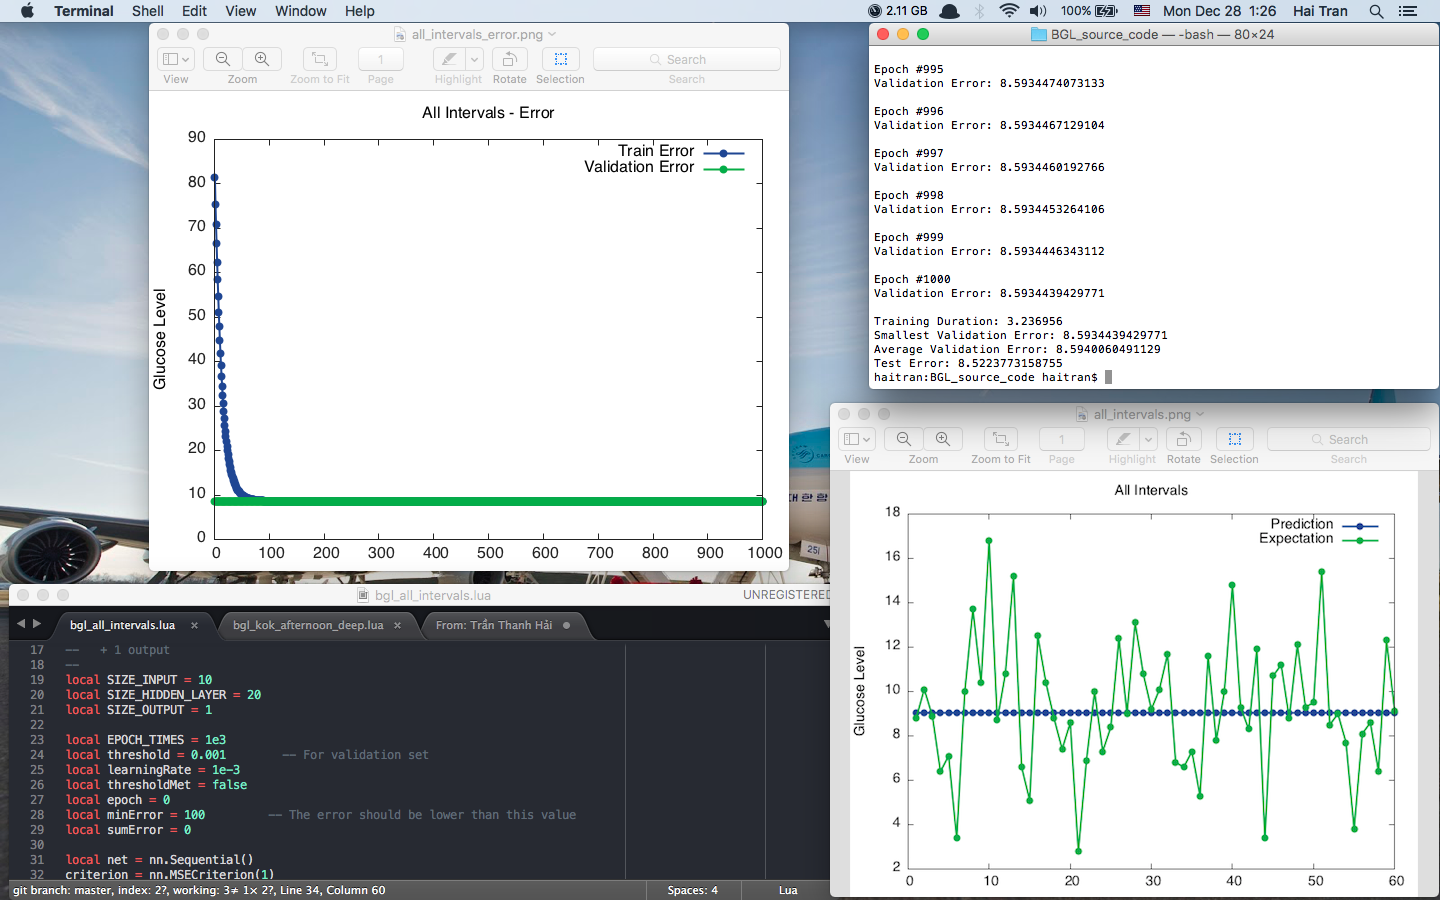 Terminal Shell Edit View Window Help
2.11 GB 100% Mon Dec 28 1:26 Hai Tran
all_intervals_error.png
1 Search
View Zoom Zoom to Fit Page Highlight Rotate Selection Search
All Intervals - Error
Train Error
Validation Error
Glucose Level
90
80
70
60
50
40
30
20
10
0
0 100 200 300 400 500 600 700 800 900 1000
BGL_source_code — -bash — 80×24
Epoch #995
Validation Error: 8.5934474073133
Epoch #996
Validation Error: 8.5934467129104
Epoch #997
Validation Error: 8.5934460192766
Epoch #998
Validation Error: 8.5934453264106
Epoch #999
Validation Error: 8.5934446343112
Epoch #1000
Validation Error: 8.5934439429771
Training Duration: 3.236956
Smallest Validation Error: 8.5934439429771
Average Validation Error: 8.5940060491129
Test Error: 8.5223773158755
haitran:BGL_source_code haitran$
대한항
251
all_intervals.png
1 Search
View Zoom Zoom to Fit Page Highlight Rotate Selection Search
All Intervals
Prediction
Expectation
Glucose Level
18
16
14
12
10
8
6
4
2
0 10 20 30 40 50 60
bgl_all_intervals.lua
UNREGISTERED
bgl_all_intervals.lua × bgl_kok_afternoon_deep.lua × From: Trần Thanh Hải
17 -- + 1 output
18 --
19 local SIZE_INPUT = 10
20 local SIZE_HIDDEN_LAYER = 20
21 local SIZE_OUTPUT = 1
22
23 local EPOCH_TIMES = 1e3
24 local threshold = 0.001 -- For validation set
25 local learningRate = 1e-3
26 local thresholdMet = false
27 local epoch = 0
28 local minError = 100 -- The error should be lower than this value
29 local sumError = 0
30
31 local net = nn.Sequential()
32 criterion = nn.MSECriterion(1)
git branch: master, index: 2?, working: 3≠ 1× 2?, Line 34, Column 60
Spaces: 4
Lua